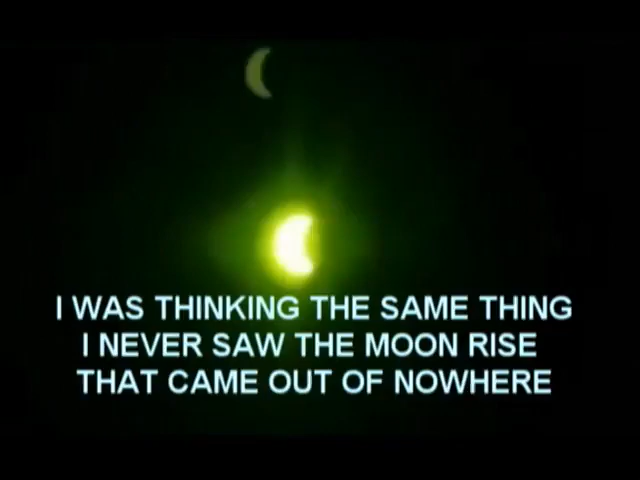 I WAS THINKING THE SAME THING
I NEVER SAW THE MOON RISE
THAT CAME OUT OF NOWHERE